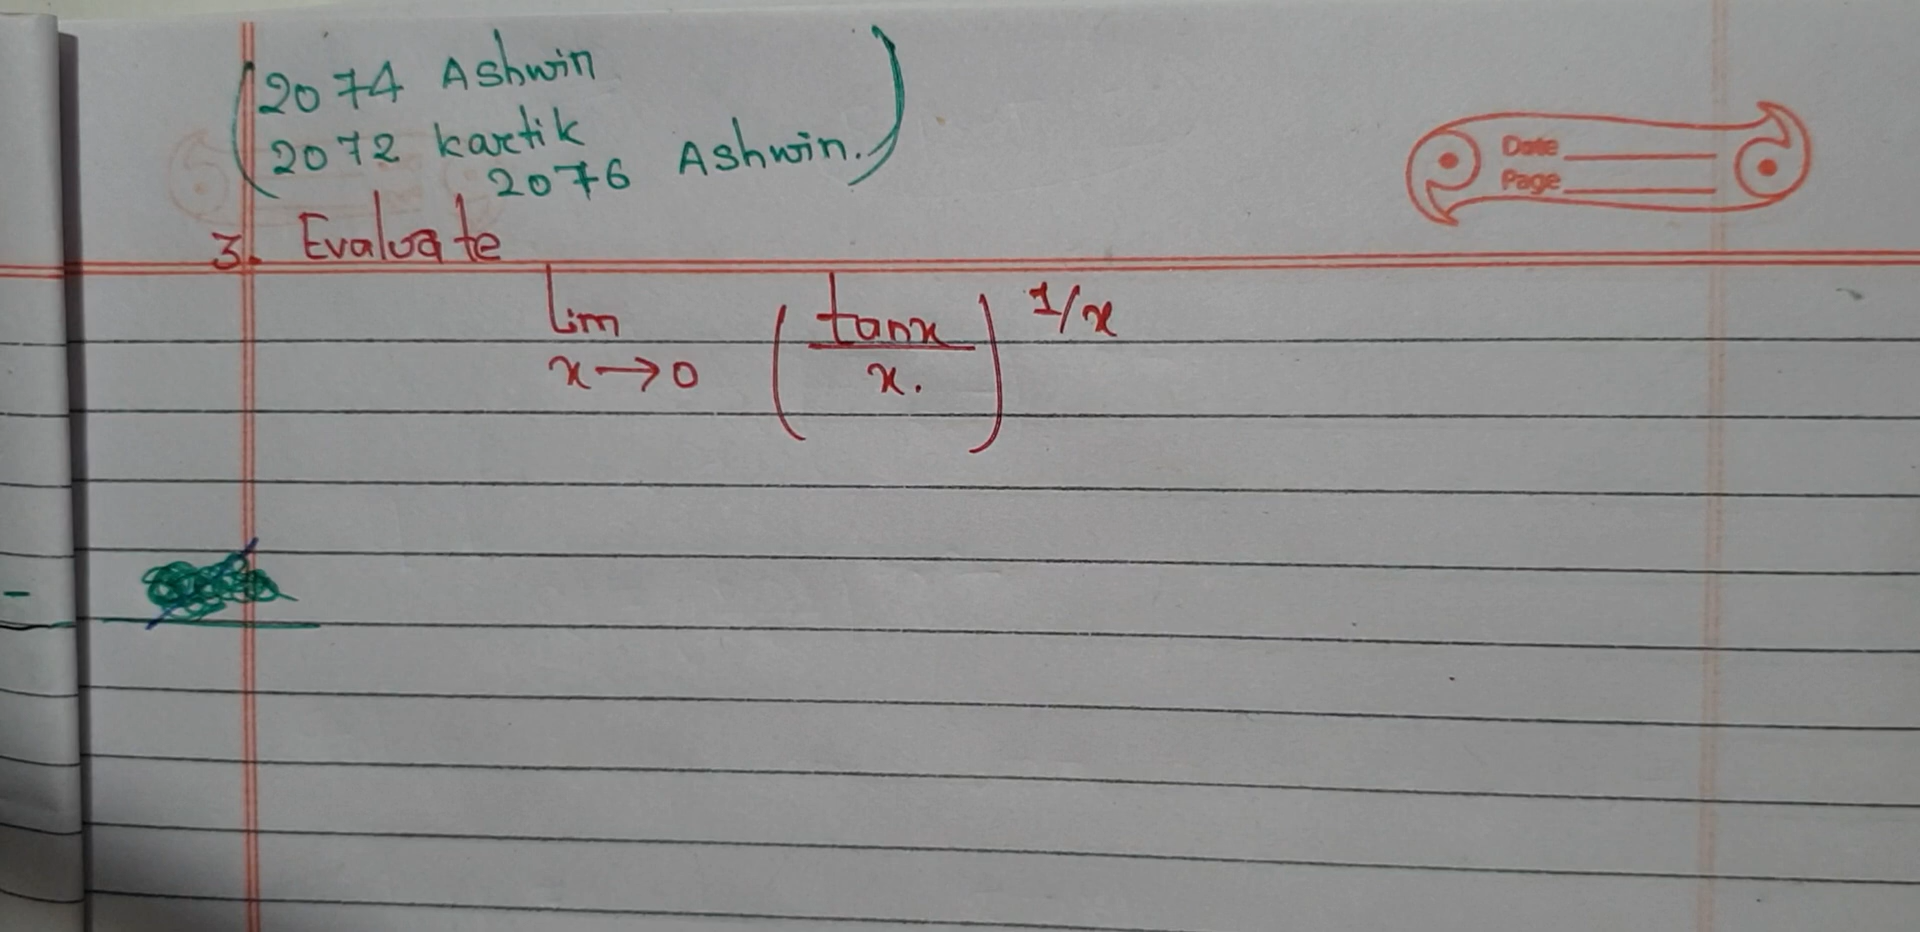 (2074 Ashwin
2072 kartik
2076 Ashwin.)
Date
Page
3. Evaluate
lim x→0 (tanx/x.)^1/x